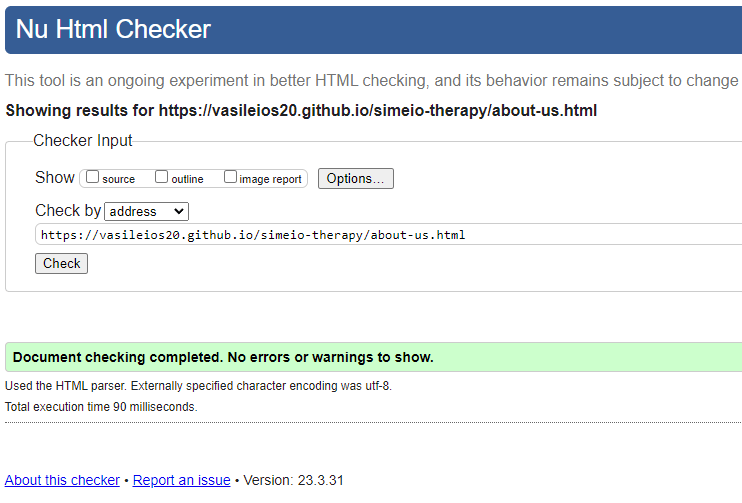 Nu Html Checker
This tool is an ongoing experiment in better HTML checking, and its behavior remains subject to change
Showing results for https://vasileios20.github.io/simeio-therapy/about-us.html
Checker Input
Show source outline image report Options...
Check by address
https://vasileios20.github.io/simeio-therapy/about-us.html
Check
Document checking completed. No errors or warnings to show.
Used the HTML parser. Externally specified character encoding was utf-8.
Total execution time 90 milliseconds.
About this checker • Report an issue • Version: 23.3.31